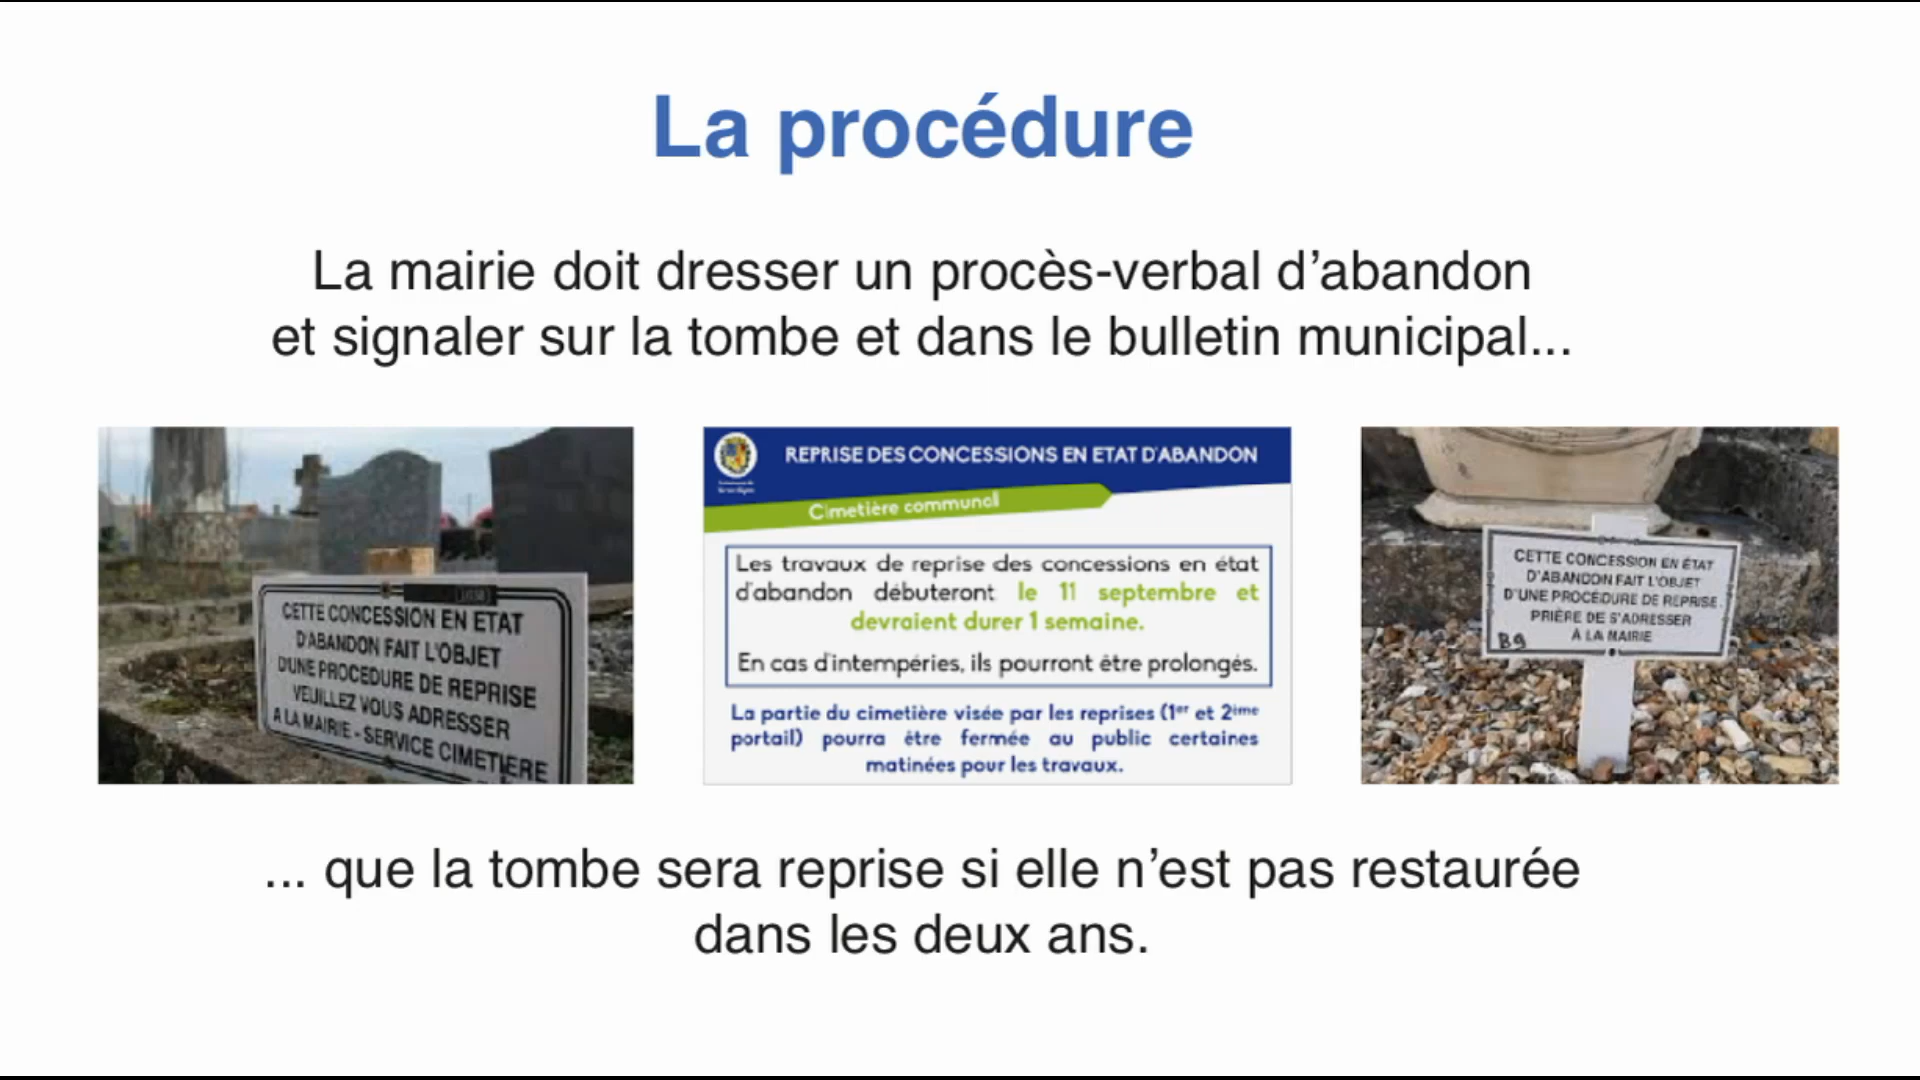 La procédure
La mairie doit dresser un procès-verbal d’abandon
et signaler sur la tombe et dans le bulletin municipal...
CETTE CONCESSION EN ETAT
D'ABANDON FAIT L'OBJET
D'UNE PROCEDURE DE REPRISE
VEUILLEZ VOUS ADRESSER
A LA MAIRIE - SERVICE CIMETIERE
REPRISE DES CONCESSIONS EN ETAT D'ABANDON
Cimetière communal
Les travaux de reprise des concessions en état
d'abandon débuteront le 11 septembre et
devraient durer 1 semaine.
En cas d'intempéries, ils pourront être prolongés.
La partie du cimetière visée par les reprises (1er et 2ème
portail) pourra être fermée au public certaines
matinées pour les travaux.
CETTE CONCESSION EN ÉTAT
D'ABANDON FAIT L'OBJET
D'UNE PROCÉDURE DE REPRISE.
PRIÈRE DE S'ADRESSER
À LA MAIRIE
B9
... que la tombe sera reprise si elle n’est pas restaurée
dans les deux ans.